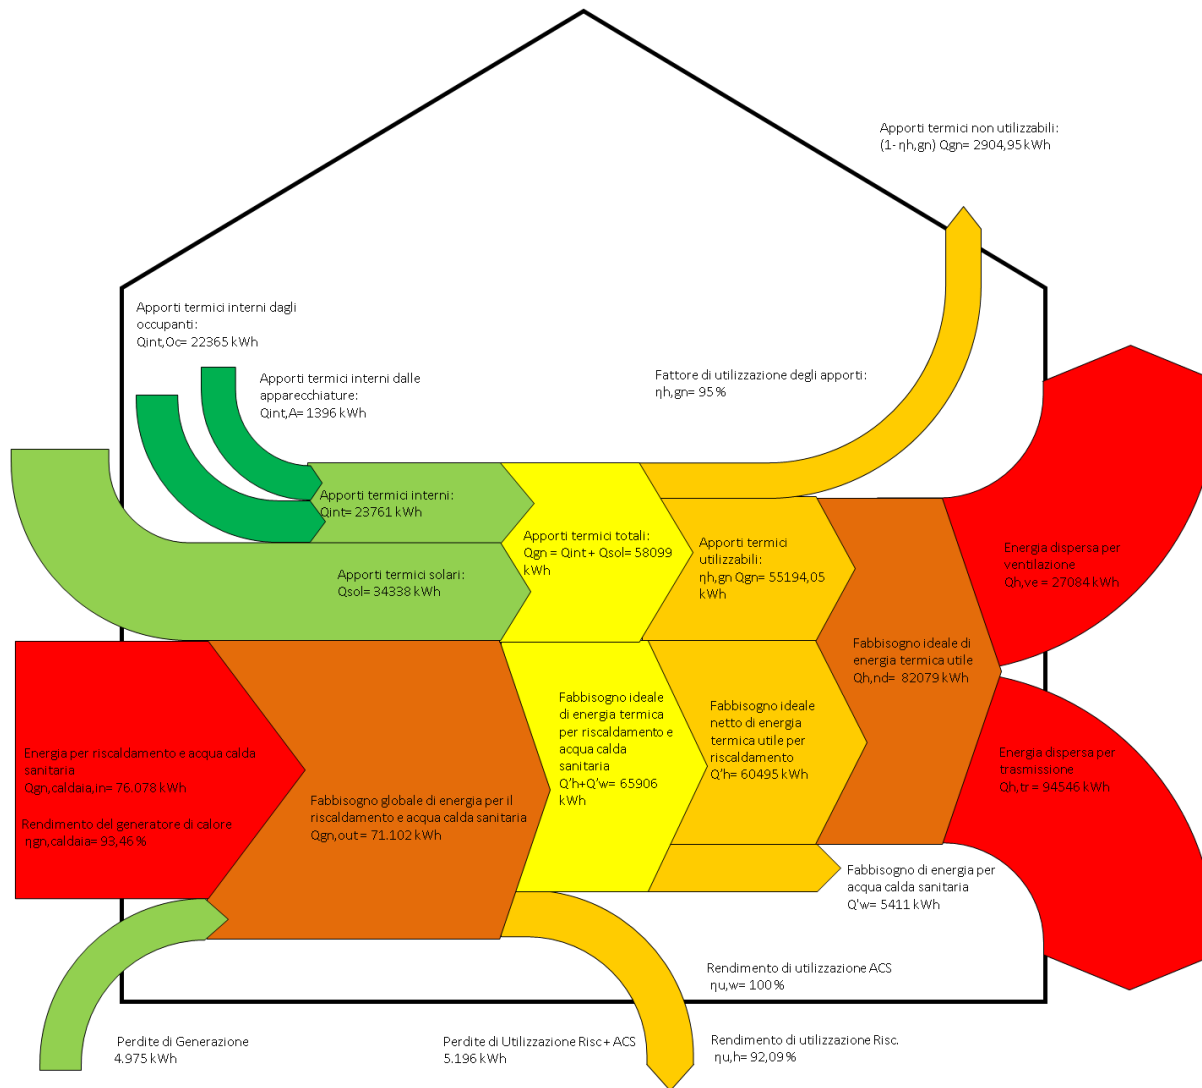 Apporti termici non utilizzabili:
(1- ηh,gn) Qgn= 2904,95 kWh
Apporti termici interni dagli
occupanti:
Qint,Oc= 22365 kWh
Apporti termici interni dalle
apparecchiature:
Qint,A= 1396 kWh
Fattore di utilizzazione degli apporti:
ηh,gn= 95 %
Apporti termici interni:
Qint= 23761 kWh
Apporti termici solari:
Qsol= 34338 kWh
Apporti termici totali:
Qgn = Qint + Qsol= 58099
kWh
Apporti termici
utilizzabili:
ηh,gn Qgn= 55194,05
kWh
Energia dispersa per
ventilazione
Qh,ve = 27084 kWh
Fabbisogno ideale di
energia termica utile
Qh,nd= 82079 kWh
Energia per riscaldamento e acqua calda
sanitaria
Qgn,caldaia,in= 76.078 kWh
Rendimento del generatore di calore
ηgn,caldaia= 93,46 %
Fabbisogno globale di energia per il
riscaldamento e acqua calda sanitaria
Qgn,out = 71.102 kWh
Fabbisogno ideale
di energia termica
per riscaldamento e
acqua calda
sanitaria
Q'h+Q'w= 65906
kWh
Fabbisogno ideale
netto di energia
termica utile per
riscaldamento
Q'h= 60495 kWh
Energia dispersa per
trasmissione
Qh,tr = 94546 kWh
Fabbisogno di energia per
acqua calda sanitaria
Q'w= 5411 kWh
Rendimento di utilizzazione ACS
ηu,w= 100 %
Perdite di Generazione
4.975 kWh
Perdite di Utilizzazione Risc + ACS
5.196 kWh
Rendimento di utilizzazione Risc.
ηu,h= 92,09 %